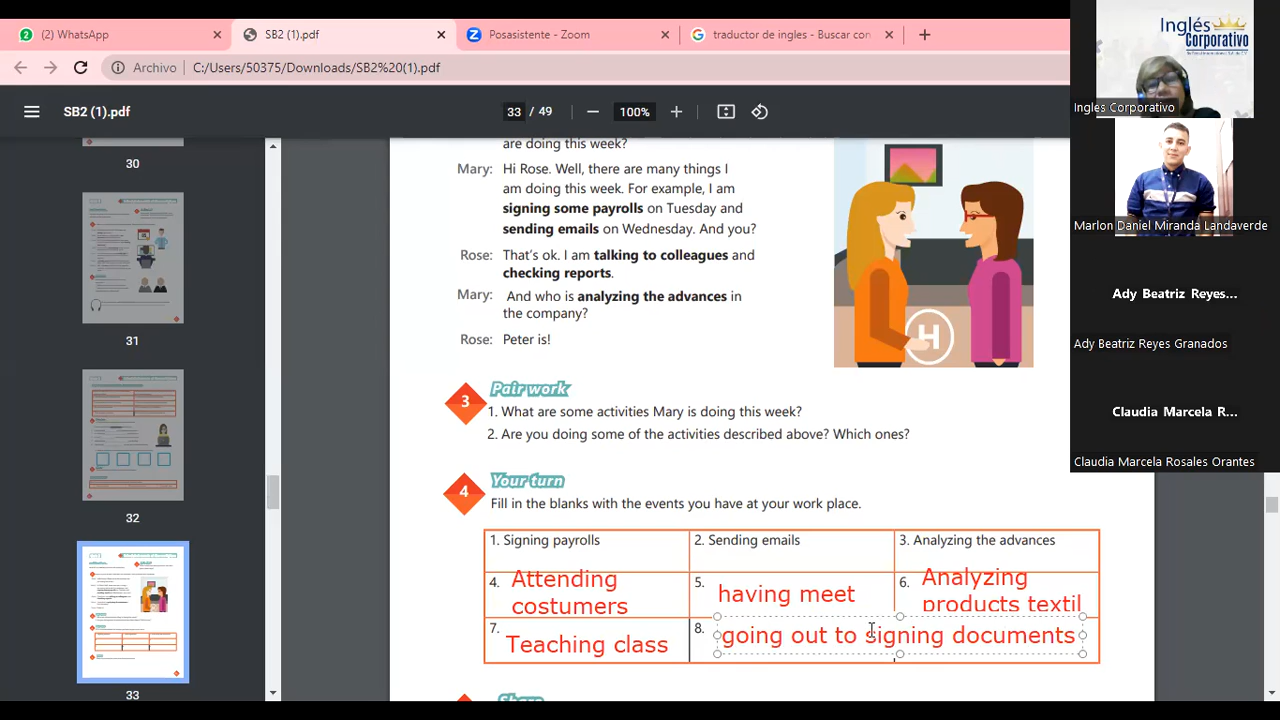 (2) WhatsApp
SB2 (1).pdf
Posasistente - Zoom
traductor de ingles - Buscar con
Archivo
C:/Users/50375/Downloads/SB2%20(1).pdf
SB2 (1).pdf
33 / 49
100%
30
31
32
33
are doing this week?
Mary: Hi Rose. Well, there are many things I
am doing this week. For example, I am
signing some payrolls on Tuesday and
sending emails on Wednesday. And you?
Rose: That's ok. I am talking to colleagues and
checking reports.
Mary: And who is analyzing the advances in
the company?
Rose: Peter is!
H
3 Pair work
1. What are some activities Mary is doing this week?
2. Are you doing some of the activities described above? Which ones?
4 Your turn
Fill in the blanks with the events you have at your work place.
1. Signing payrolls
2. Sending emails
3. Analyzing the advances
4. Attending
costumers
5. having meet
6. Analyzing
products textil
7. Teaching class
8. going out to signing documents
Share
Inglés
Corporativo
Ingles Corporativo
Marlon Daniel Miranda Landaverde
Ady Beatriz Reyes...
Ady Beatriz Reyes Granados
Claudia Marcela R...
Claudia Marcela Rosales Orantes